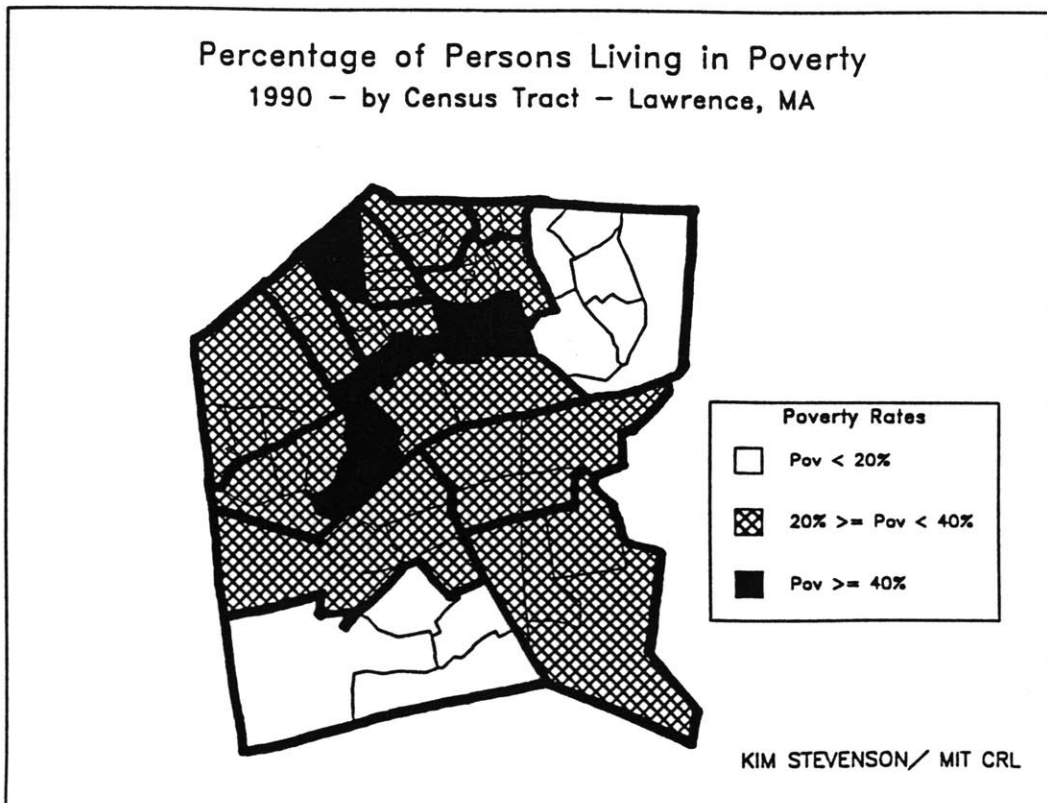 Percentage of Persons Living in Poverty
1990 - by Census Tract - Lawrence, MA
Poverty Rates
Pov < 20%
20% >= Pov < 40%
Pov >= 40%
KIM STEVENSON/ MIT CRL